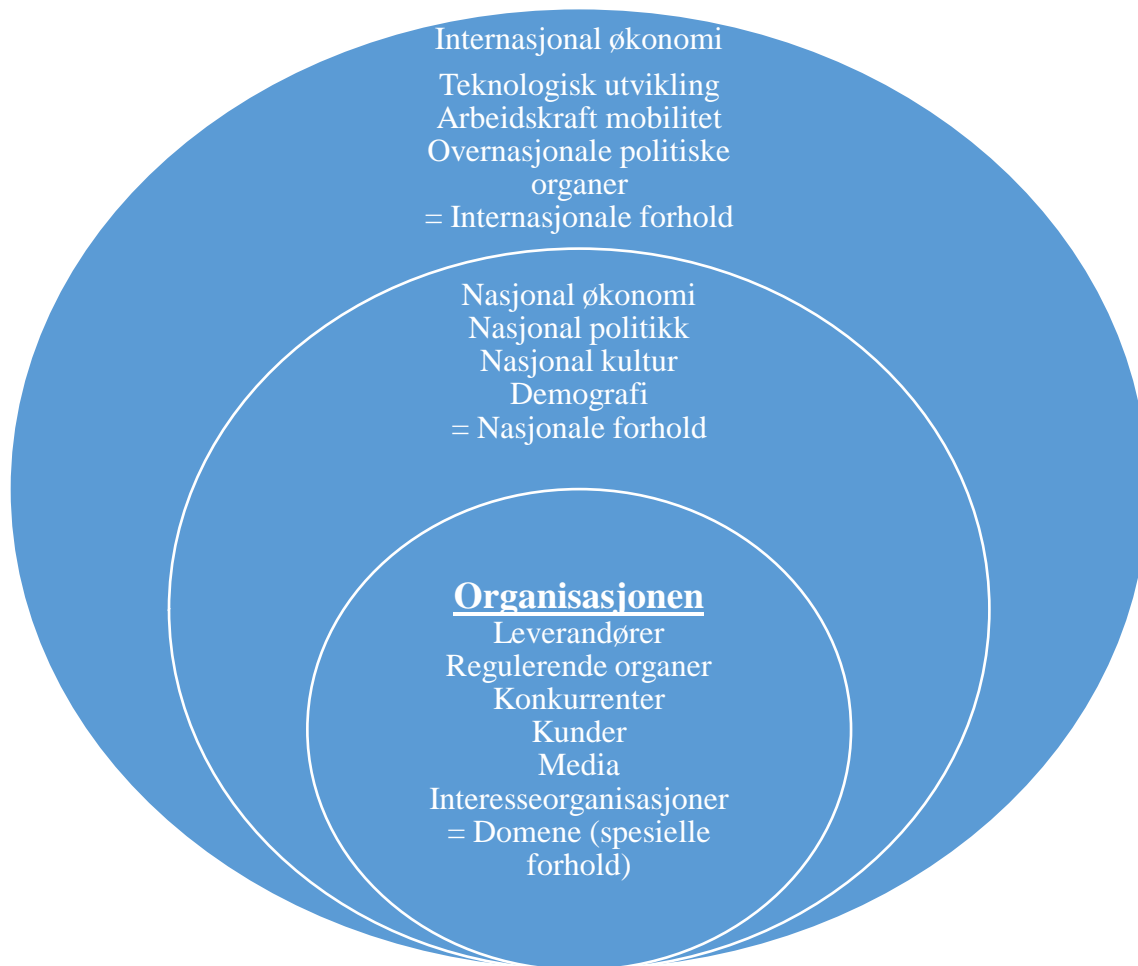 Internasjonal økonomi
Teknologisk utvikling
Arbeidskraft mobilitet
Overnasjonale politiske
organer
= Internasjonale forhold
Nasjonal økonomi
Nasjonal politikk
Nasjonal kultur
Demografi
= Nasjonale forhold
Organisasjonen
Leverandører
Regulerende organer
Konkurrenter
Kunder
Media
Interesseorganisasjoner
= Domene (spesielle
forhold)